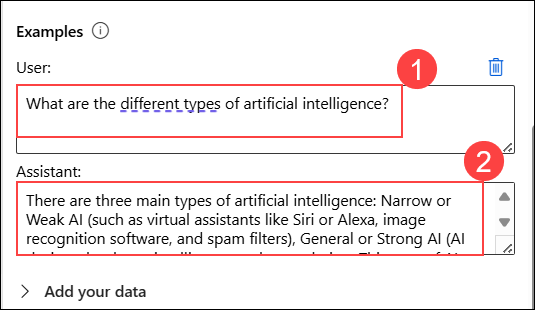 Examples
User:
1
What are the different types of artificial intelligence?
2
Assistant:
There are three main types of artificial intelligence: Narrow or
Weak AI (such as virtual assistants like Siri or Alexa, image
recognition software, and spam filters), General or Strong AI (AI
Add your data